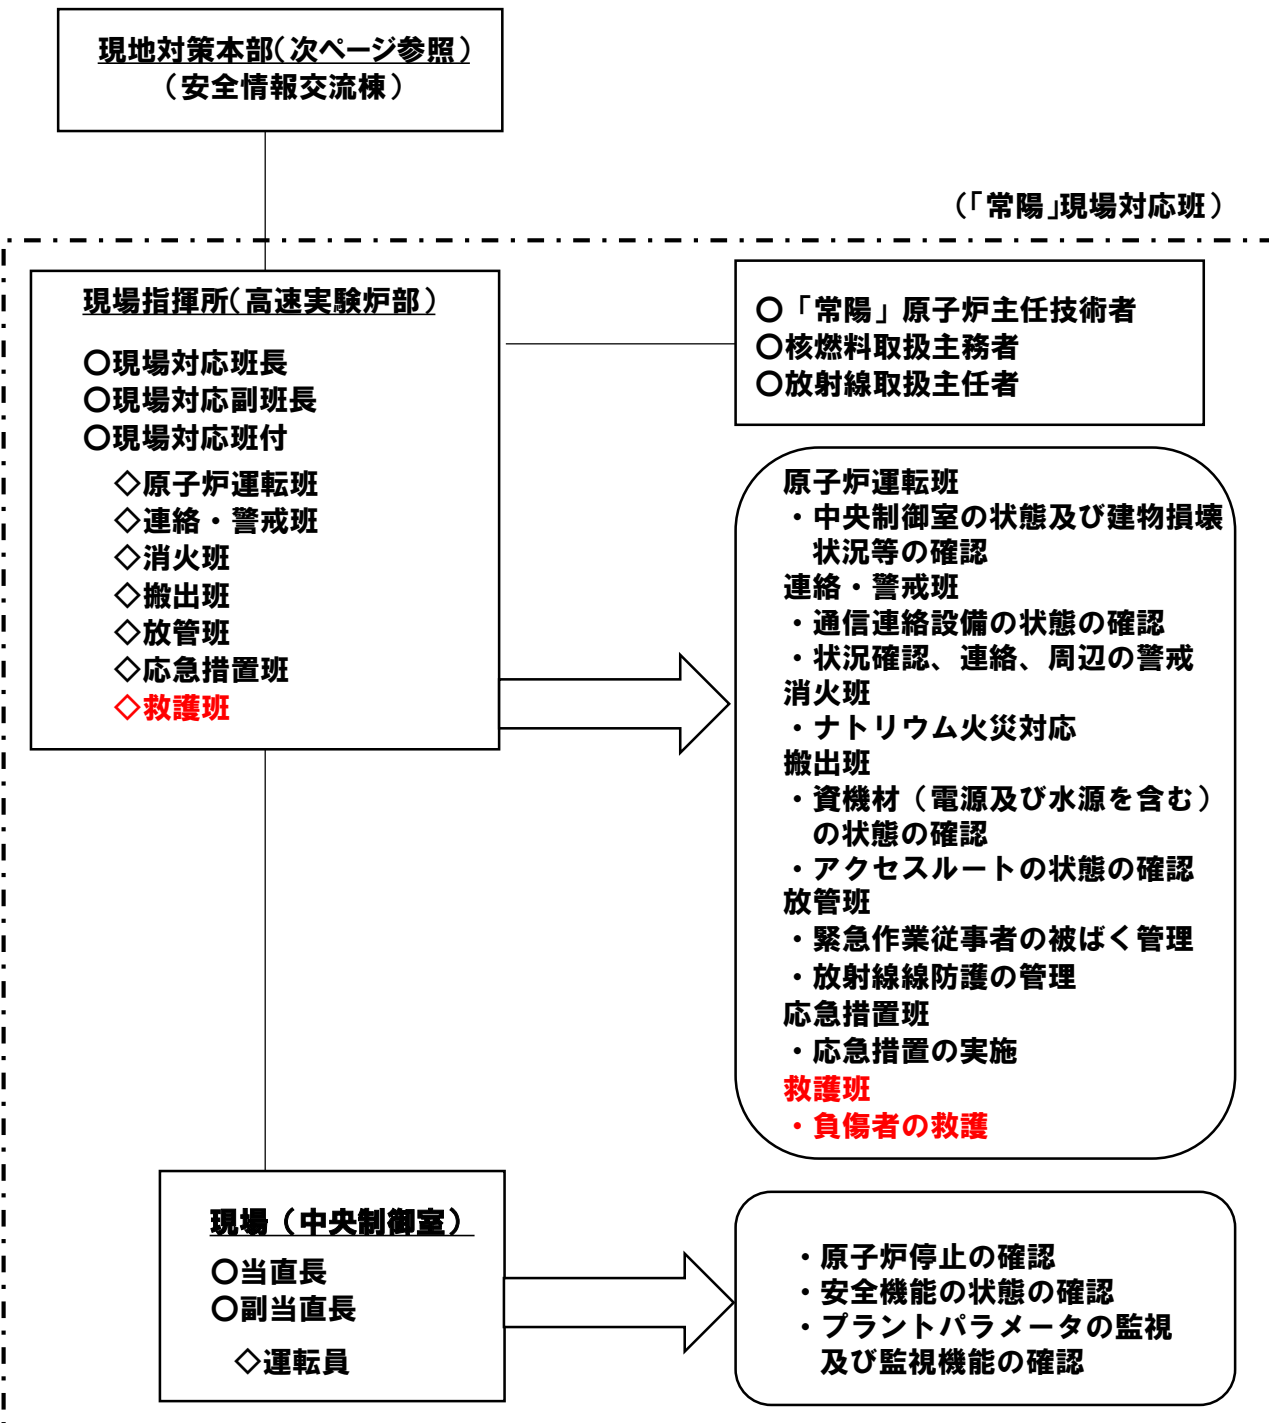 現地対策本部(次ページ参照)
(安全情報交流棟)
(「常陽」現場対応班)
現場指揮所(高速実験炉部)
〇現場対応班長
〇現場対応副班長
〇現場対応班付
◇原子炉運転班
◇連絡・警戒班
◇消火班
◇搬出班
◇放管班
◇応急措置班
◇救護班
〇「常陽」原子炉主任技術者
〇核燃料取扱主務者
〇放射線取扱主任者
原子炉運転班
・中央制御室の状態及び建物損壊
状況等の確認
連絡・警戒班
・通信連絡設備の状態の確認
・状況確認、連絡、周辺の警戒
消火班
・ナトリウム火災対応
搬出班
・資機材(電源及び水源を含む)
の状態の確認
・アクセスルートの状態の確認
放管班
・緊急作業従事者の被ばく管理
・放射線線防護の管理
応急措置班
・応急措置の実施
救護班
・負傷者の救護
現場(中央制御室)
〇当直長
〇副当直長
◇運転員
・原子炉停止の確認
・安全機能の状態の確認
・プラントパラメータの監視
及び監視機能の確認